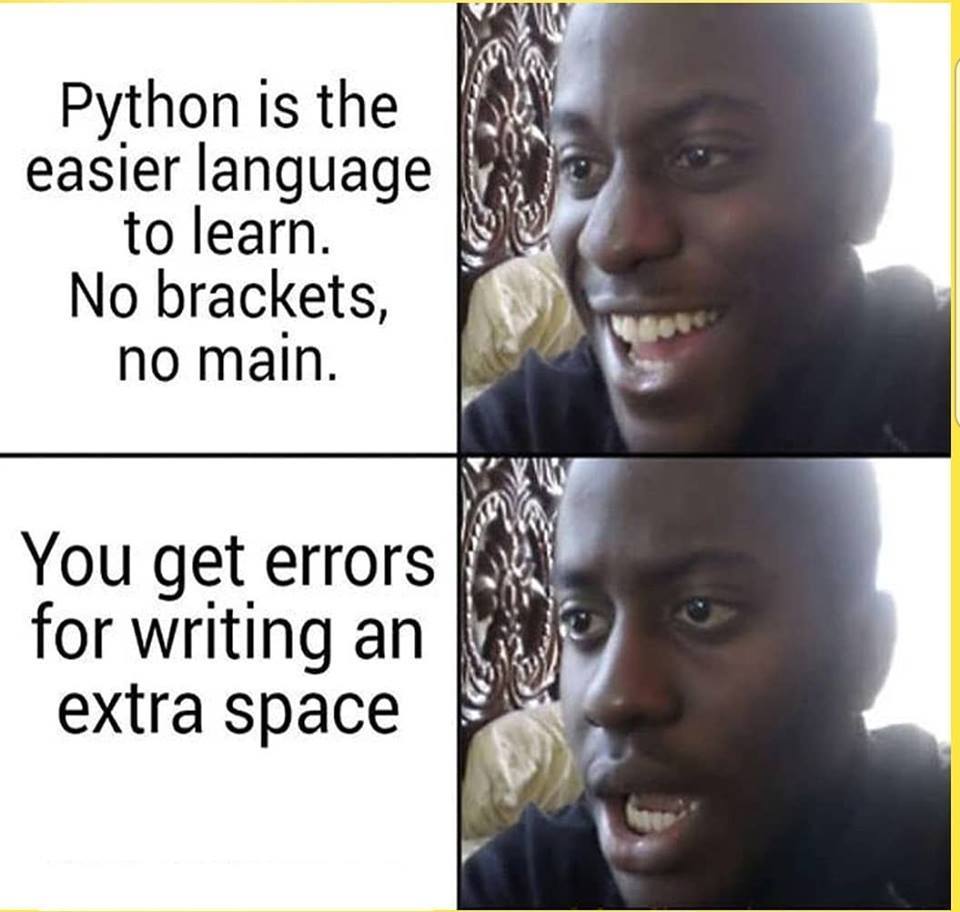 Python is the
easier language
to learn.
No brackets,
no main.
You get errors
for writing an
extra space